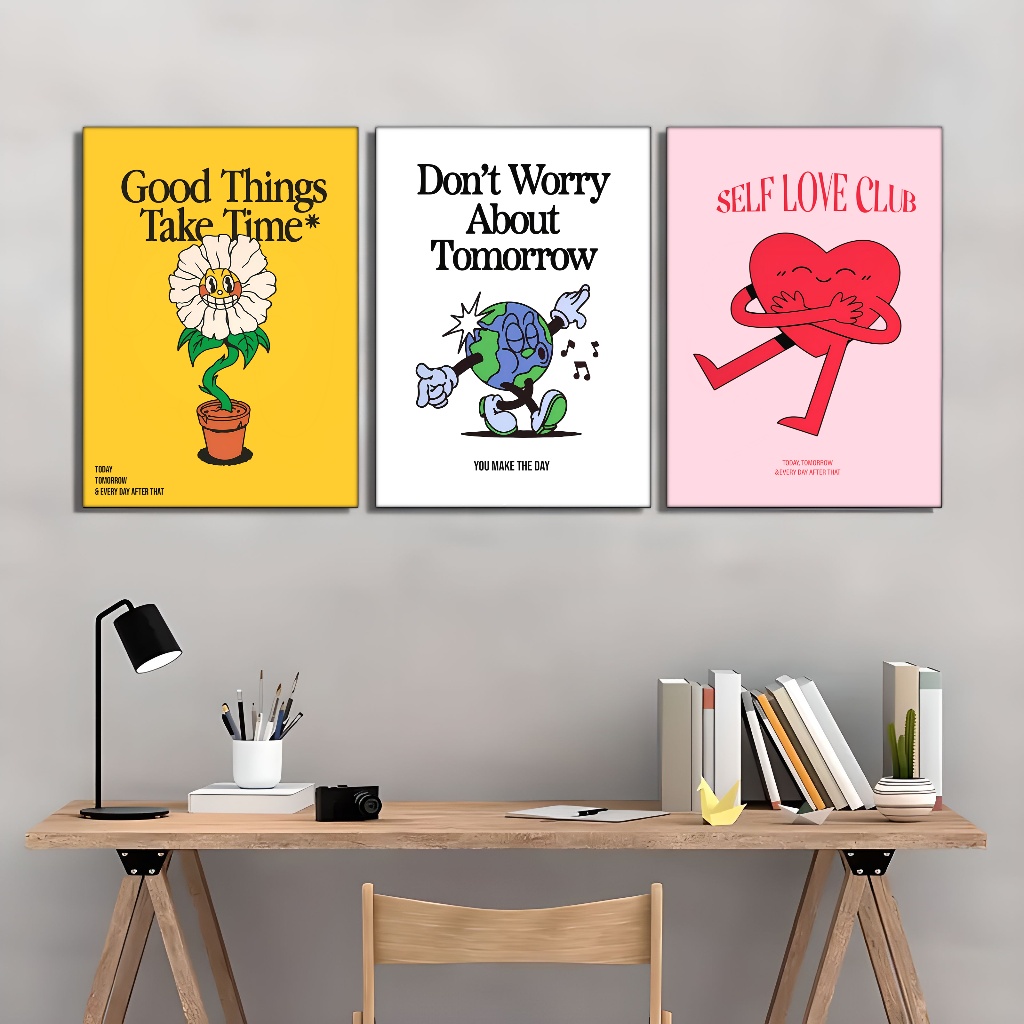 Good Things
Take Time*
TODAY
TOMORROW
& EVERY DAY AFTER THAT
Don't Worry
About
Tomorrow
YOU MAKE THE DAY
SELF LOVE CLUB
TODAY, TOMORROW
& EVERY DAY AFTER THAT